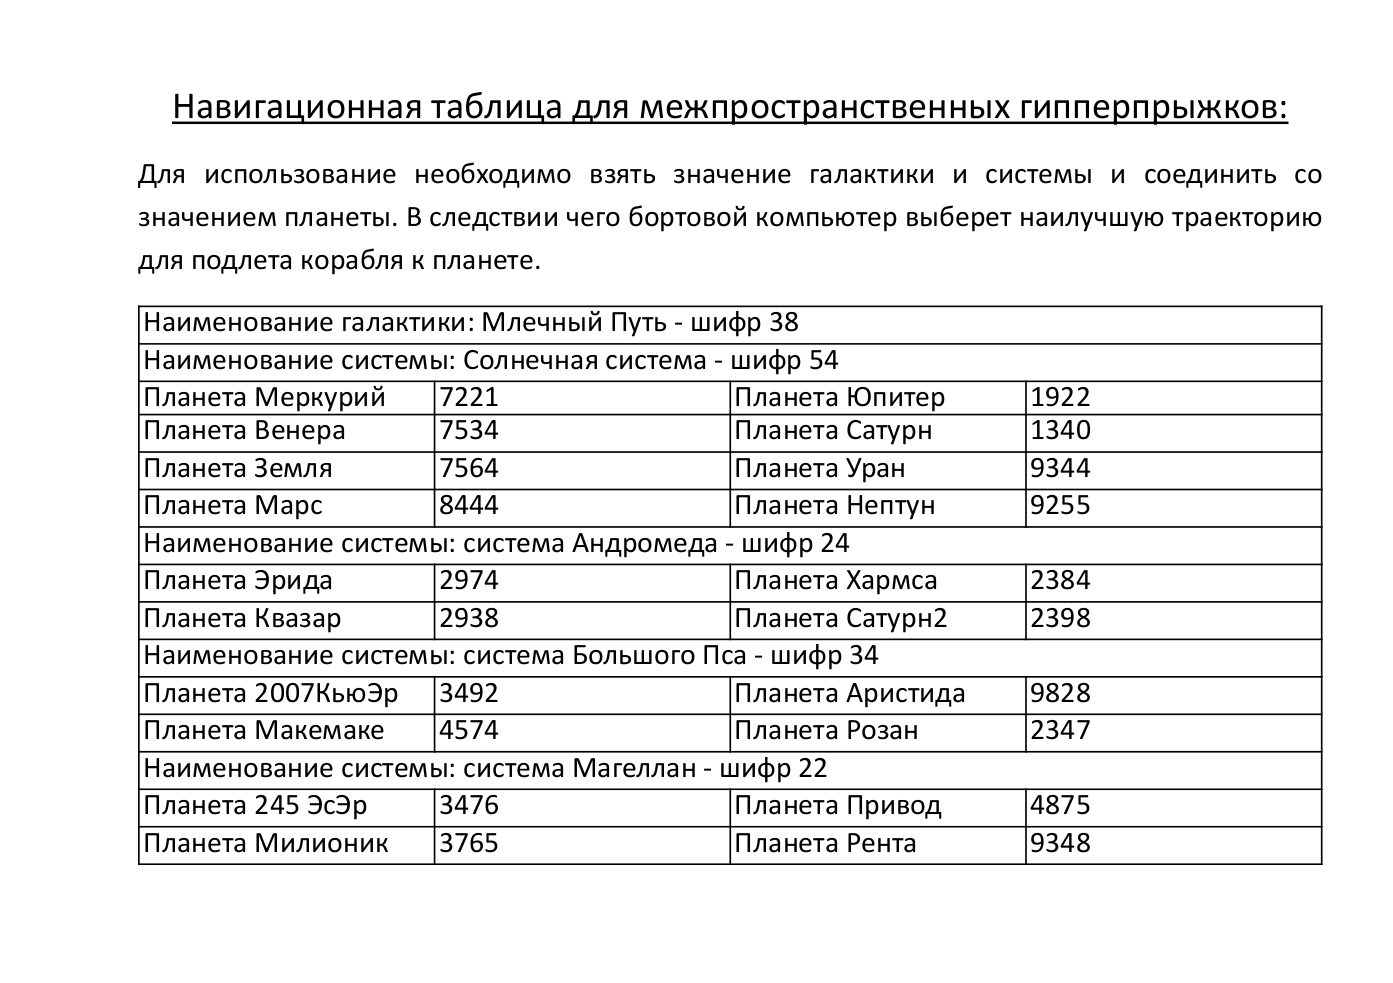 Навигационная таблица для межпространственных гипперпрыжков:
Для использование необходимо взять значение галактики и системы и соединить со
значением планеты. В следствии чего бортовой компьютер выберет наилучшую траекторию
для подлета корабля к планете.
Наименование галактики: Млечный Путь - шифр 38
Наименование системы: Солнечная система - шифр 54
Планета Меркурий 7221 Планета Юпитер 1922
Планета Венера 7534 Планета Сатурн 1340
Планета Земля 7564 Планета Уран 9344
Планета Марс 8444 Планета Нептун 9255
Наименование системы: система Андромеда - шифр 24
Планета Эрида 2974 Планета Хармса 2384
Планета Квазар 2938 Планета Сатурн2 2398
Наименование системы: система Большого Пса - шифр 34
Планета 2007КьюЭр 3492 Планета Аристида 9828
Планета Макемаке 4574 Планета Розан 2347
Наименование системы: система Магеллан - шифр 22
Планета 245 ЭсЭр 3476 Планета Привод 4875
Планета Милионик 3765 Планета Рента 9348